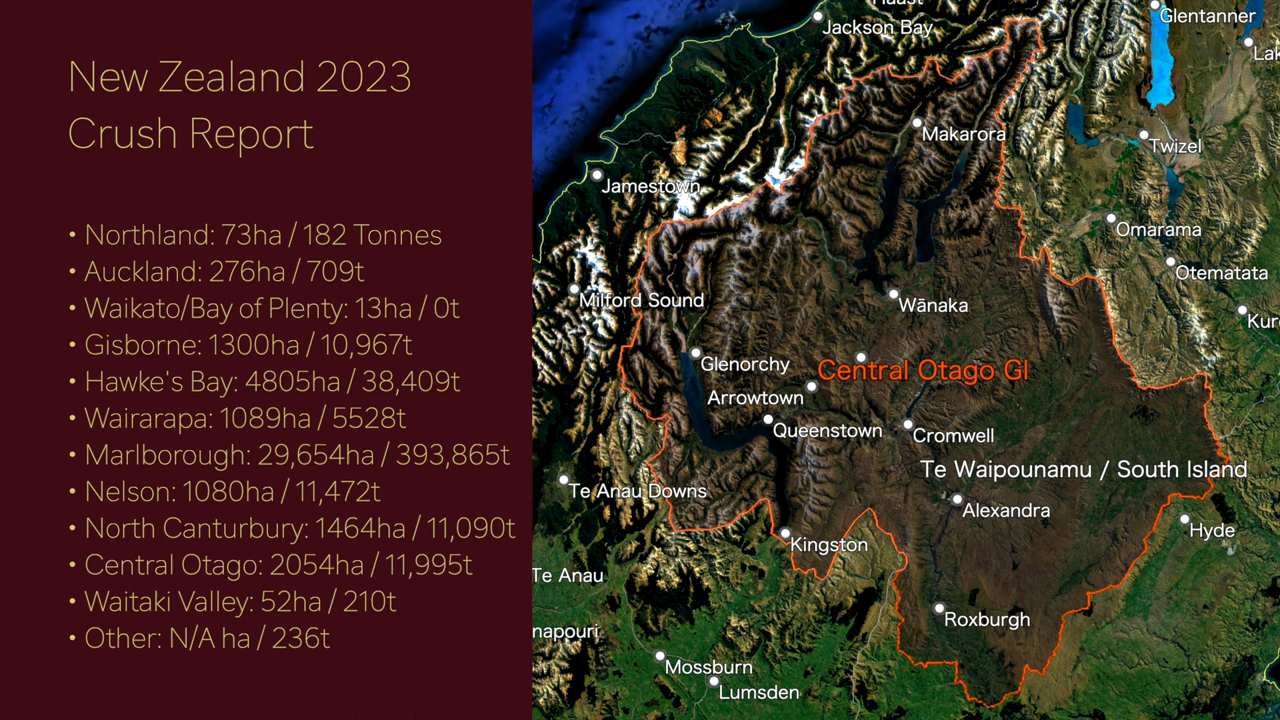 New Zealand 2023
Crush Report
• Northland: 73ha / 182 Tonnes
• Auckland: 276ha / 709t
• Waikato/Bay of Plenty: 13ha / 0t
• Gisborne: 1300ha / 10,967t
• Hawke's Bay: 4805ha / 38,409t
• Wairarapa: 1089ha / 5528t
• Marlborough: 29,654ha / 393,865t
• Nelson: 1080ha / 11,472t
• North Canturbury: 1464ha / 11,090t
• Central Otago: 2054ha / 11,995t
• Waitaki Valley: 52ha / 210t
• Other: N/A ha / 236t
Haast
Glentanner
Jackson Bay
Lak
Makarora
Twizel
Jamestown
Omarama
Otematata
Milford Sound
Wānaka
Kur
Glenorchy
Central Otago GI
Arrowtown
Queenstown
Cromwell
Te Waipounamu / South Island
Te Anau Downs
Alexandra
Hyde
Kingston
Te Anau
Roxburgh
napouri
Mossburn
Lumsden